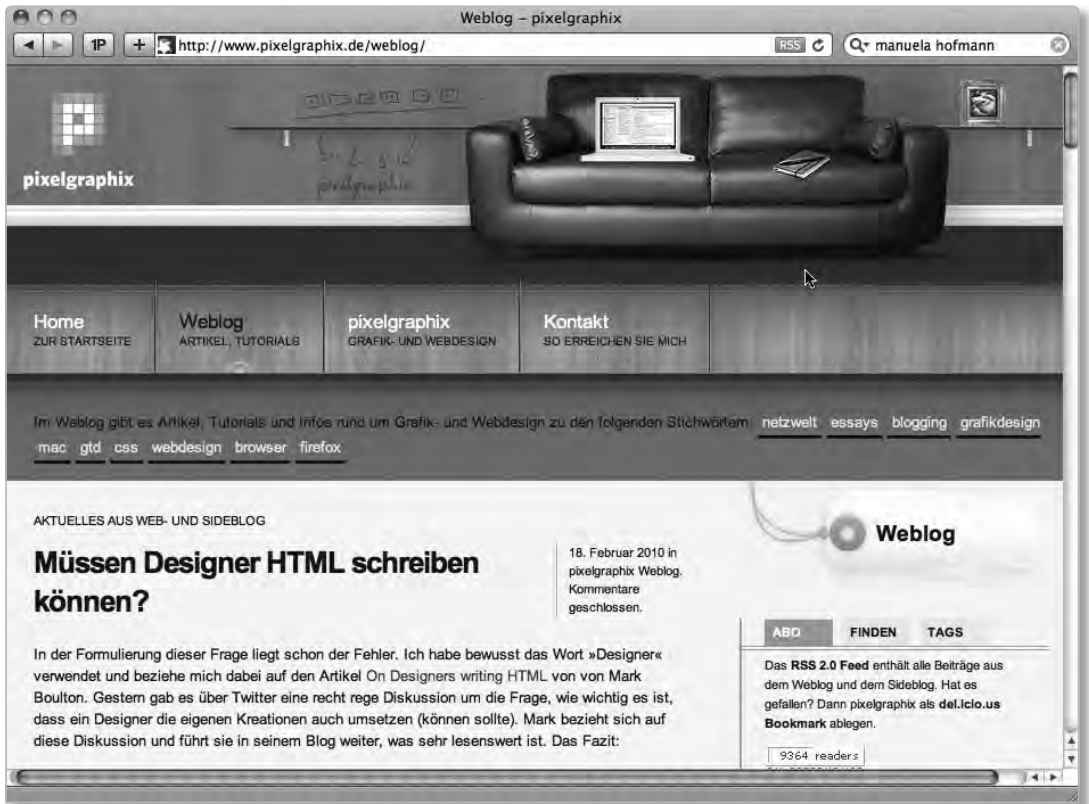 Weblog – pixelgraphix
1P + http://www.pixelgraphix.de/weblog/ RSS manuela hofmann
pixelgraphix
Home
ZUR STARTSEITE
Weblog
ARTIKEL, TUTORIALS
pixelgraphix
GRAFIK- UND WEBDESIGN
Kontakt
SO ERREICHEN SIE MICH
Im Weblog gibt es Artikel, Tutorials und Infos rund um Grafik- und Webdesign zu den folgenden Stichwörtern: netzwelt essays blogging grafikdesign
mac gtd css webdesign browser firefox
AKTUELLES AUS WEB- UND SIDEBLOG
Müssen Designer HTML schreiben
können?
18. Februar 2010 in
pixelgraphix Weblog.
Kommentare
geschlossen.
In der Formulierung dieser Frage liegt schon der Fehler. Ich habe bewusst das Wort »Designer«
verwendet und beziehe mich dabei auf den Artikel On Designers writing HTML von von Mark
Boulton. Gestern gab es über Twitter eine recht rege Diskussion um die Frage, wie wichtig es ist,
dass ein Designer die eigenen Kreationen auch umsetzen (können sollte). Mark bezieht sich auf
diese Diskussion und führt sie in seinem Blog weiter, was sehr lesenswert ist. Das Fazit:
Weblog
ABO FINDEN TAGS
Das RSS 2.0 Feed enthält alle Beiträge aus
dem Weblog und dem Sideblog. Hat es
gefallen? Dann pixelgraphix als del.icio.us
Bookmark ablegen.
9364 readers